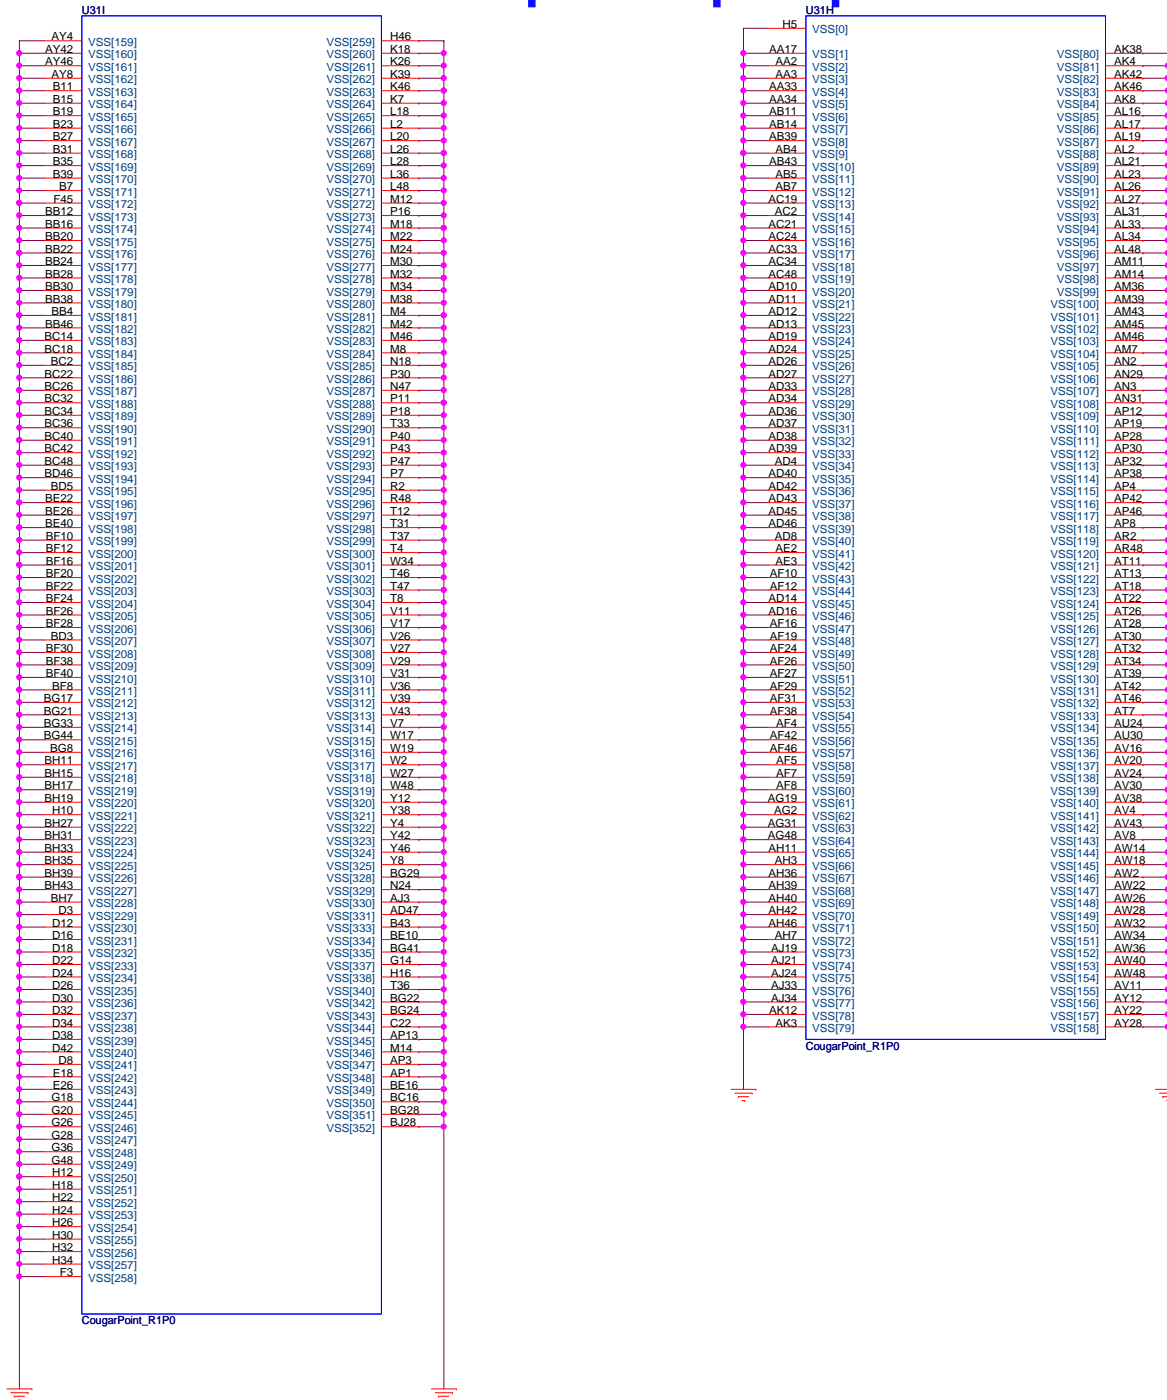 U31I
AY4 VSS[159]
AY42 VSS[160]
AY46 VSS[161]
AY8 VSS[162]
B11 VSS[163]
B15 VSS[164]
B19 VSS[165]
B23 VSS[166]
B27 VSS[167]
B31 VSS[168]
B35 VSS[169]
B39 VSS[170]
B7 VSS[171]
F45 VSS[172]
BB12 VSS[173]
BB16 VSS[174]
BB20 VSS[175]
BB22 VSS[176]
BB24 VSS[177]
BB28 VSS[178]
BB30 VSS[179]
BB38 VSS[180]
BB4 VSS[181]
BB46 VSS[182]
BC14 VSS[183]
BC18 VSS[184]
BC2 VSS[185]
BC22 VSS[186]
BC26 VSS[187]
BC32 VSS[188]
BC34 VSS[189]
BC36 VSS[190]
BC40 VSS[191]
BC42 VSS[192]
BC48 VSS[193]
BD46 VSS[194]
BD5 VSS[195]
BE22 VSS[196]
BE26 VSS[197]
BE40 VSS[198]
BF10 VSS[199]
BF12 VSS[200]
BF16 VSS[201]
BF20 VSS[202]
BF22 VSS[203]
BF24 VSS[204]
BF26 VSS[205]
BF28 VSS[206]
BD3 VSS[207]
BF30 VSS[208]
BF38 VSS[209]
BF40 VSS[210]
BF8 VSS[211]
BG17 VSS[212]
BG21 VSS[213]
BG33 VSS[214]
BG44 VSS[215]
BG8 VSS[216]
BH11 VSS[217]
BH15 VSS[218]
BH17 VSS[219]
BH19 VSS[220]
H10 VSS[221]
BH27 VSS[222]
BH31 VSS[223]
BH33 VSS[224]
BH35 VSS[225]
BH39 VSS[226]
BH43 VSS[227]
BH7 VSS[228]
D3 VSS[229]
D12 VSS[230]
D16 VSS[231]
D18 VSS[232]
D22 VSS[233]
D24 VSS[234]
D26 VSS[235]
D30 VSS[236]
D32 VSS[237]
D34 VSS[238]
D38 VSS[239]
D42 VSS[240]
D8 VSS[241]
E18 VSS[242]
E26 VSS[243]
G18 VSS[244]
G20 VSS[245]
G26 VSS[246]
G28 VSS[247]
G36 VSS[248]
G48 VSS[249]
H12 VSS[250]
H18 VSS[251]
H22 VSS[252]
H24 VSS[253]
H26 VSS[254]
H30 VSS[255]
H32 VSS[256]
H34 VSS[257]
F3 VSS[258]
VSS[259] H46
VSS[260] K18
VSS[261] K26
VSS[262] K39
VSS[263] K46
VSS[264] K7
VSS[265] L18
VSS[266] L2
VSS[267] L20
VSS[268] L26
VSS[269] L28
VSS[270] L36
VSS[271] L48
VSS[272] M12
VSS[273] P16
VSS[274] M18
VSS[275] M22
VSS[276] M24
VSS[277] M30
VSS[278] M32
VSS[279] M34
VSS[280] M38
VSS[281] M4
VSS[282] M42
VSS[283] M46
VSS[284] M8
VSS[285] N18
VSS[286] P30
VSS[287] N47
VSS[288] P11
VSS[289] P18
VSS[290] T33
VSS[291] P40
VSS[292] P43
VSS[293] P47
VSS[294] P7
VSS[295] R2
VSS[296] R48
VSS[297] T12
VSS[298] T31
VSS[299] T37
VSS[300] T4
VSS[301] W34
VSS[302] T46
VSS[303] T47
VSS[304] T8
VSS[305] V11
VSS[306] V17
VSS[307] V26
VSS[308] V27
VSS[309] V29
VSS[310] V31
VSS[311] V36
VSS[312] V39
VSS[313] V43
VSS[314] V7
VSS[315] W17
VSS[316] W19
VSS[317] W2
VSS[318] W27
VSS[319] W48
VSS[320] Y12
VSS[321] Y38
VSS[322] Y4
VSS[323] Y42
VSS[324] Y46
VSS[325] Y8
VSS[328] BG29
VSS[329] N24
VSS[330] AJ3
VSS[331] AD47
VSS[333] B43
VSS[334] BE10
VSS[335] BG41
VSS[337] G14
VSS[338] H16
VSS[340] T36
VSS[342] BG22
VSS[343] BG24
VSS[344] C22
VSS[345] AP13
VSS[346] M14
VSS[347] AP3
VSS[348] AP1
VSS[349] BE16
VSS[350] BC16
VSS[351] BG28
VSS[352] BJ28
CougarPoint_R1P0
U31H
H5 VSS[0]
AA17 VSS[1]
AA2 VSS[2]
AA3 VSS[3]
AA33 VSS[4]
AA34 VSS[5]
AB11 VSS[6]
AB14 VSS[7]
AB39 VSS[8]
AB4 VSS[9]
AB43 VSS[10]
AB5 VSS[11]
AB7 VSS[12]
AC19 VSS[13]
AC2 VSS[14]
AC21 VSS[15]
AC24 VSS[16]
AC33 VSS[17]
AC34 VSS[18]
AC48 VSS[19]
AD10 VSS[20]
AD11 VSS[21]
AD12 VSS[22]
AD13 VSS[23]
AD19 VSS[24]
AD24 VSS[25]
AD26 VSS[26]
AD27 VSS[27]
AD33 VSS[28]
AD34 VSS[29]
AD36 VSS[30]
AD37 VSS[31]
AD38 VSS[32]
AD39 VSS[33]
AD4 VSS[34]
AD40 VSS[35]
AD42 VSS[36]
AD43 VSS[37]
AD45 VSS[38]
AD46 VSS[39]
AD8 VSS[40]
AE2 VSS[41]
AE3 VSS[42]
AF10 VSS[43]
AF12 VSS[44]
AD14 VSS[45]
AD16 VSS[46]
AF16 VSS[47]
AF19 VSS[48]
AF24 VSS[49]
AF26 VSS[50]
AF27 VSS[51]
AF29 VSS[52]
AF31 VSS[53]
AF38 VSS[54]
AF4 VSS[55]
AF42 VSS[56]
AF46 VSS[57]
AF5 VSS[58]
AF7 VSS[59]
AF8 VSS[60]
AG19 VSS[61]
AG2 VSS[62]
AG31 VSS[63]
AG48 VSS[64]
AH11 VSS[65]
AH3 VSS[66]
AH36 VSS[67]
AH39 VSS[68]
AH40 VSS[69]
AH42 VSS[70]
AH46 VSS[71]
AH7 VSS[72]
AJ19 VSS[73]
AJ21 VSS[74]
AJ24 VSS[75]
AJ33 VSS[76]
AJ34 VSS[77]
AK12 VSS[78]
AK3 VSS[79]
VSS[80] AK38
VSS[81] AK4
VSS[82] AK42
VSS[83] AK46
VSS[84] AK8
VSS[85] AL16
VSS[86] AL17
VSS[87] AL19
VSS[88] AL2
VSS[89] AL21
VSS[90] AL23
VSS[91] AL26
VSS[92] AL27
VSS[93] AL31
VSS[94] AL33
VSS[95] AL34
VSS[96] AL48
VSS[97] AM11
VSS[98] AM14
VSS[99] AM36
VSS[100] AM39
VSS[101] AM43
VSS[102] AM45
VSS[103] AM46
VSS[104] AM7
VSS[105] AN2
VSS[106] AN29
VSS[107] AN3
VSS[108] AN31
VSS[109] AP12
VSS[110] AP19
VSS[111] AP28
VSS[112] AP30
VSS[113] AP32
VSS[114] AP38
VSS[115] AP4
VSS[116] AP42
VSS[117] AP46
VSS[118] AP8
VSS[119] AR2
VSS[120] AR48
VSS[121] AT11
VSS[122] AT13
VSS[123] AT18
VSS[124] AT22
VSS[125] AT26
VSS[126] AT28
VSS[127] AT30
VSS[128] AT32
VSS[129] AT34
VSS[130] AT39
VSS[131] AT42
VSS[132] AT46
VSS[133] AT7
VSS[134] AU24
VSS[135] AU30
VSS[136] AV16
VSS[137] AV20
VSS[138] AV24
VSS[139] AV30
VSS[140] AV38
VSS[141] AV4
VSS[142] AV43
VSS[143] AV8
VSS[144] AW14
VSS[145] AW18
VSS[146] AW2
VSS[147] AW22
VSS[148] AW26
VSS[149] AW28
VSS[150] AW32
VSS[151] AW34
VSS[152] AW36
VSS[153] AW40
VSS[154] AW48
VSS[155] AV11
VSS[156] AY12
VSS[157] AY22
VSS[158] AY28
CougarPoint_R1P0